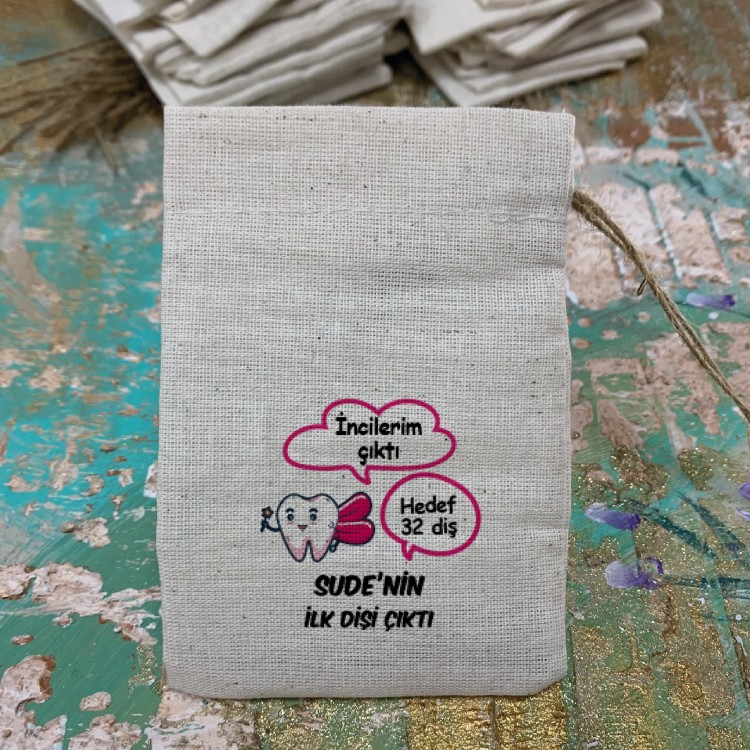 İncilerim
çıktı
Hedef
32 diş
SUDE'NİN
İLK DİŞİ ÇIKTI